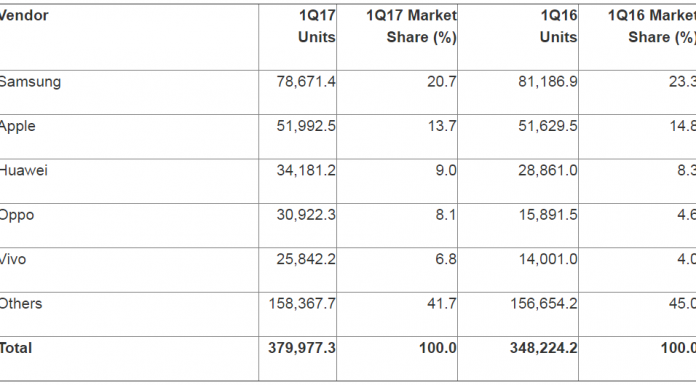 Vendor 1Q17 Units 1Q17 Market Share (%) 1Q16 Units 1Q16 Market Share (%)
Samsung 78,671.4 20.7 81,186.9 23.3
Apple 51,992.5 13.7 51,629.5 14.8
Huawei 34,181.2 9.0 28,861.0 8.3
Oppo 30,922.3 8.1 15,891.5 4.6
Vivo 25,842.2 6.8 14,001.0 4.0
Others 158,367.7 41.7 156,654.2 45.0
Total 379,977.3 100.0 348,224.2 100.0